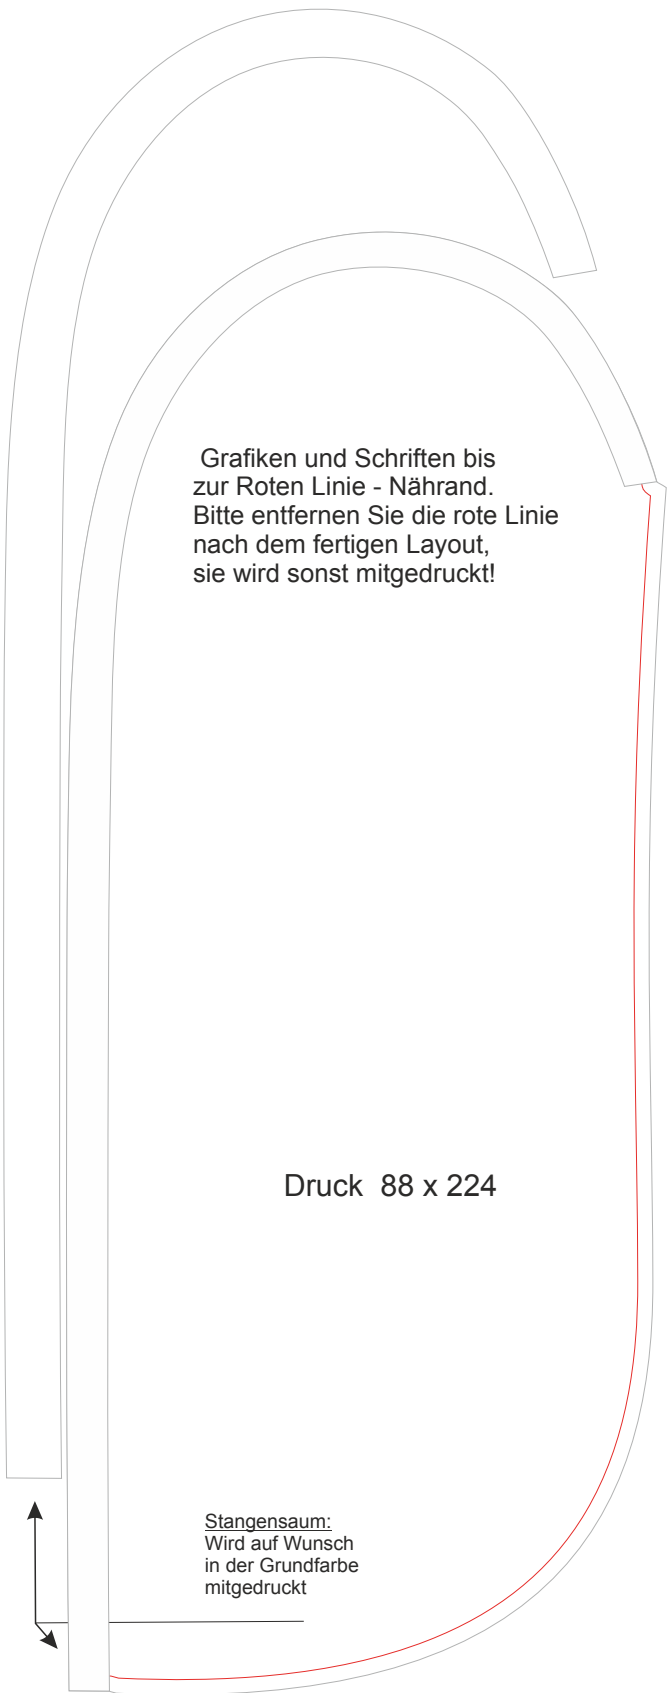 Grafiken und Schriften bis
zur Roten Linie - Nährand.
Bitte entfernen Sie die rote Linie
nach dem fertigen Layout,
sie wird sonst mitgedruckt!
Druck 88 x 224
Stangensaum:
Wird auf Wunsch
in der Grundfarbe
mitgedruckt